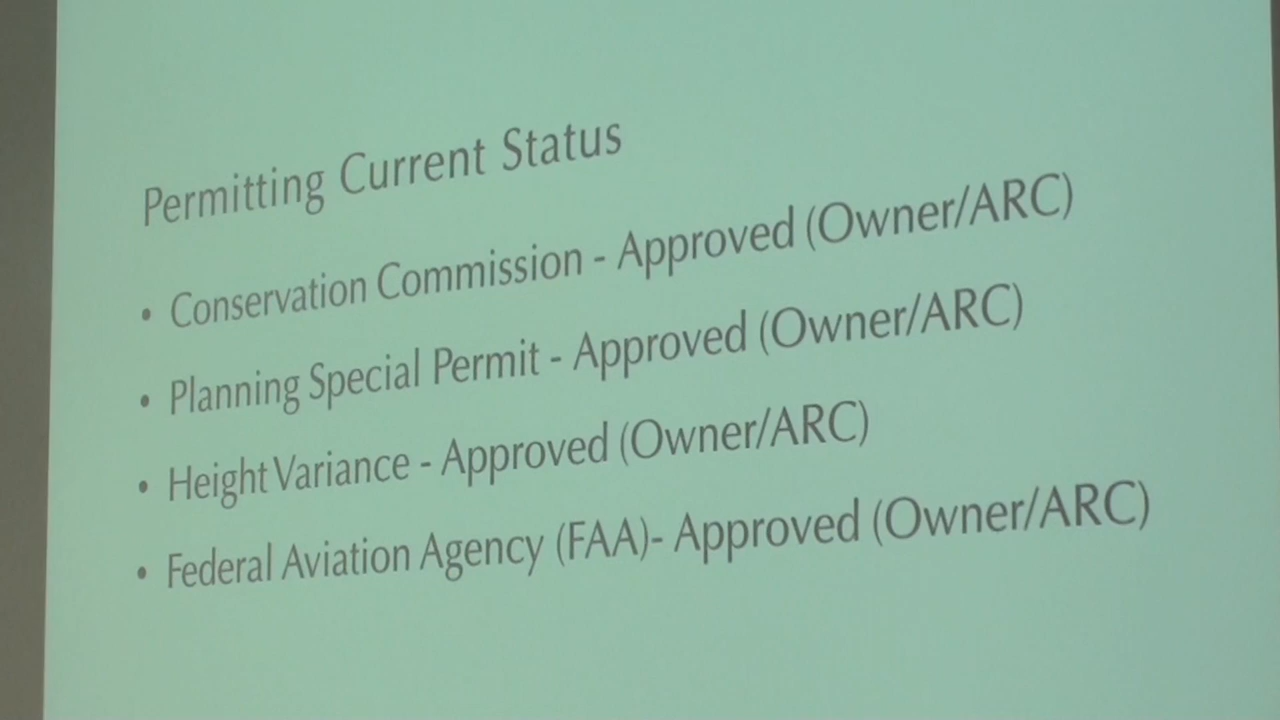 Permitting Current Status
• Conservation Commission - Approved (Owner/ARC)
• Planning Special Permit - Approved (Owner/ARC)
• Height Variance - Approved (Owner/ARC)
• Federal Aviation Agency (FAA)- Approved (Owner/ARC)